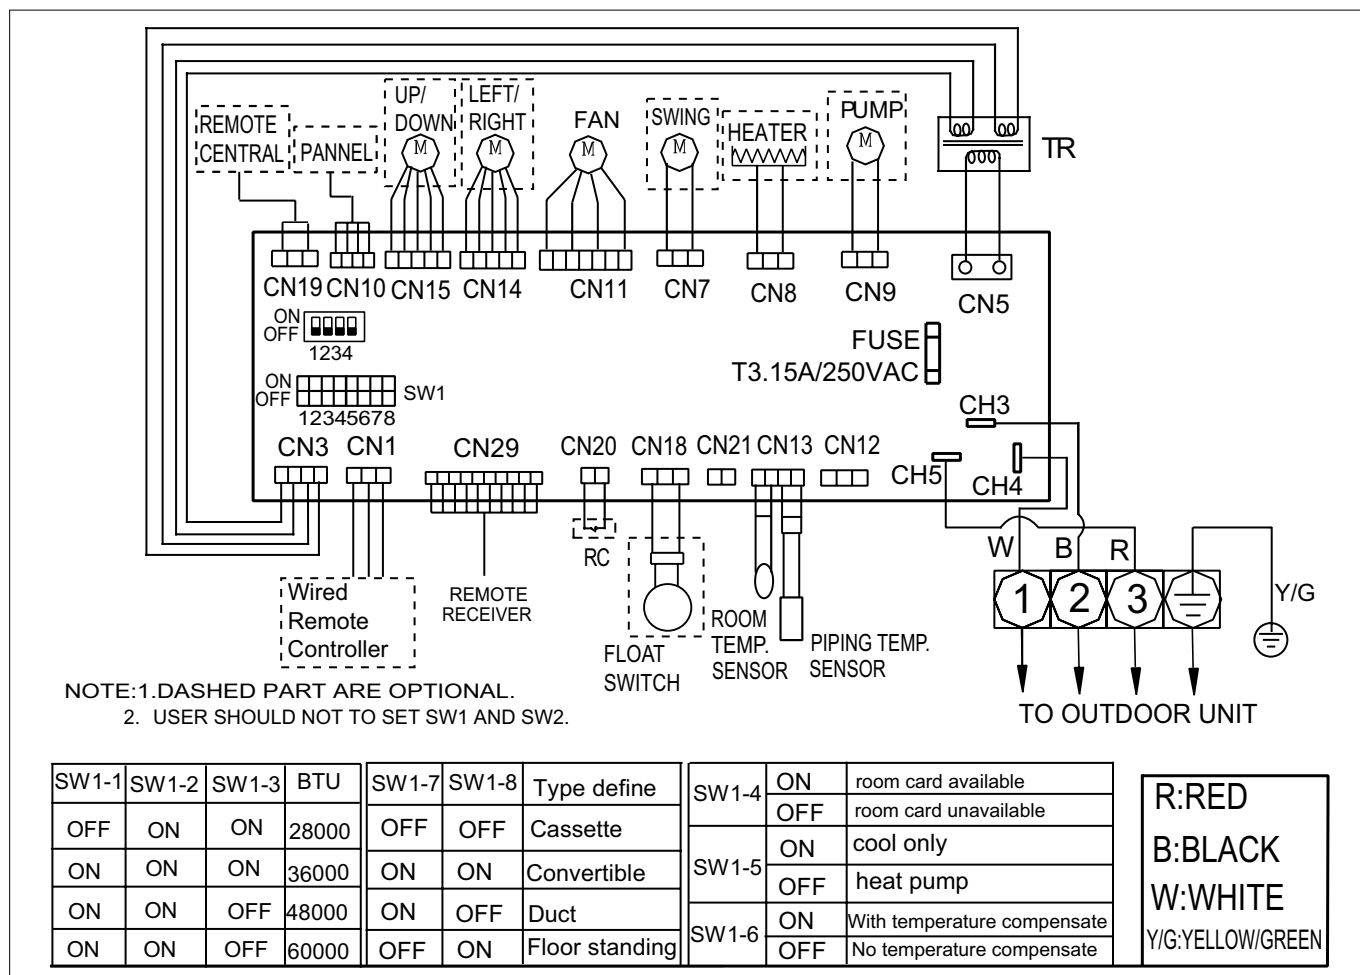 UP/
DOWN
LEFT/
RIGHT
FAN
SWING
HEATER
PUMP
TR
REMOTE
CENTRAL
PANNEL
M
M
M
M
M
CN19
CN10
CN15
CN14
CN11
CN7
CN8
CN9
CN5
ON
OFF
1234
FUSE
T3.15A/250VAC
ON
OFF
SW1
12345678
CH3
CN3
CN1
CN29
CN20
CN18
CN21
CN13
CN12
CH5
CH4
W
B
R
RC
1
2
3
Y/G
Wired
Remote
Controller
REMOTE
RECEIVER
FLOAT
SWITCH
ROOM
TEMP.
SENSOR
PIPING TEMP.
SENSOR
TO OUTDOOR UNIT
NOTE:1.DASHED PART ARE OPTIONAL.
2. USER SHOULD NOT TO SET SW1 AND SW2.
SW1-1 SW1-2 SW1-3 BTU
OFF ON ON 28000
ON ON ON 36000
ON ON OFF 48000
ON ON OFF 60000
SW1-7 SW1-8 Type define
OFF OFF Cassette
ON ON Convertible
ON OFF Duct
OFF ON Floor standing
SW1-4 ON room card available
OFF room card unavailable
SW1-5 ON cool only
OFF heat pump
SW1-6 ON With temperature compensate
OFF No temperature compensate
R:RED
B:BLACK
W:WHITE
Y/G:YELLOW/GREEN